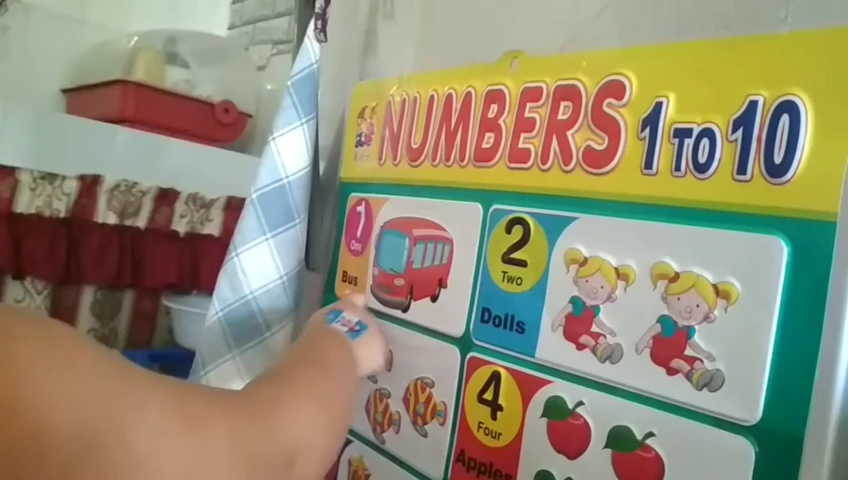 NUMBERS 1 TO 10
1
One
Bus
2
Two
Dolls
4
Four
Apples